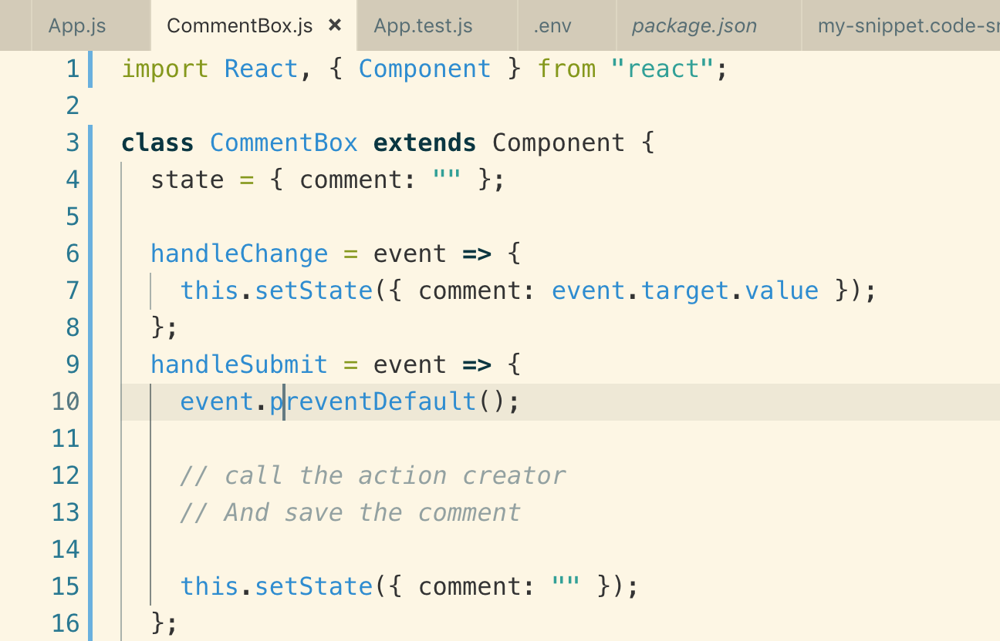 App.js CommentBox.js × App.test.js .env package.json my-snippet.code-sn
1 import React, { Component } from "react";
2
3 class CommentBox extends Component {
4 state = { comment: "" };
5
6 handleChange = event => {
7 this.setState({ comment: event.target.value });
8 };
9 handleSubmit = event => {
10 event.preventDefault();
11
12 // call the action creator
13 // And save the comment
14
15 this.setState({ comment: "" });
16 };